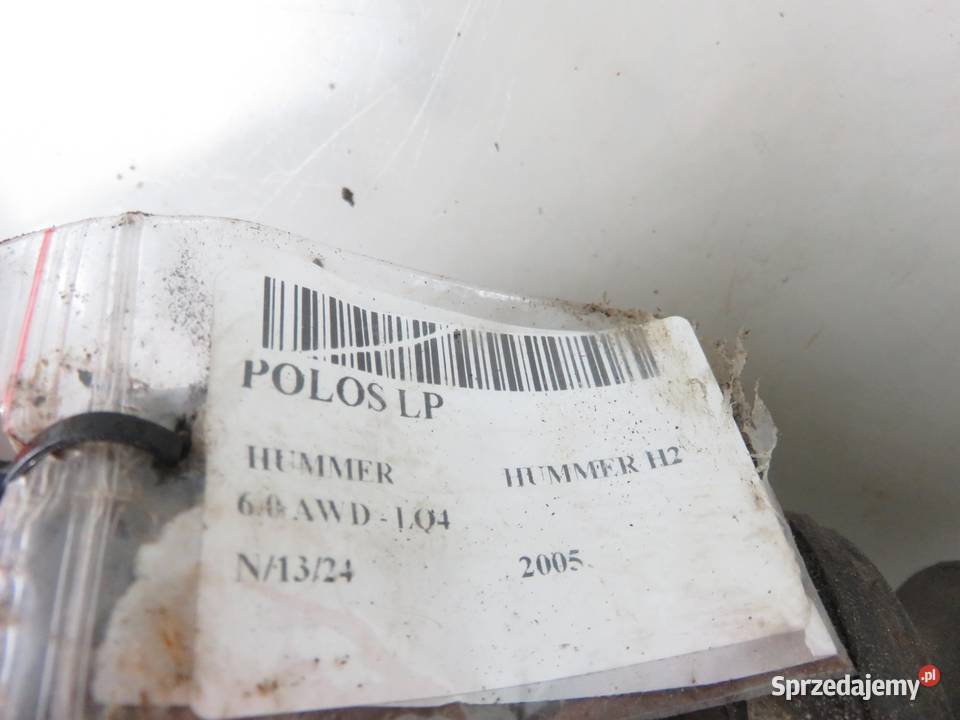 POLOS LP
HUMMER HUMMER H2
6.0 AWD - LQ4
N/13/24 2005
Sprzedajemy.pl